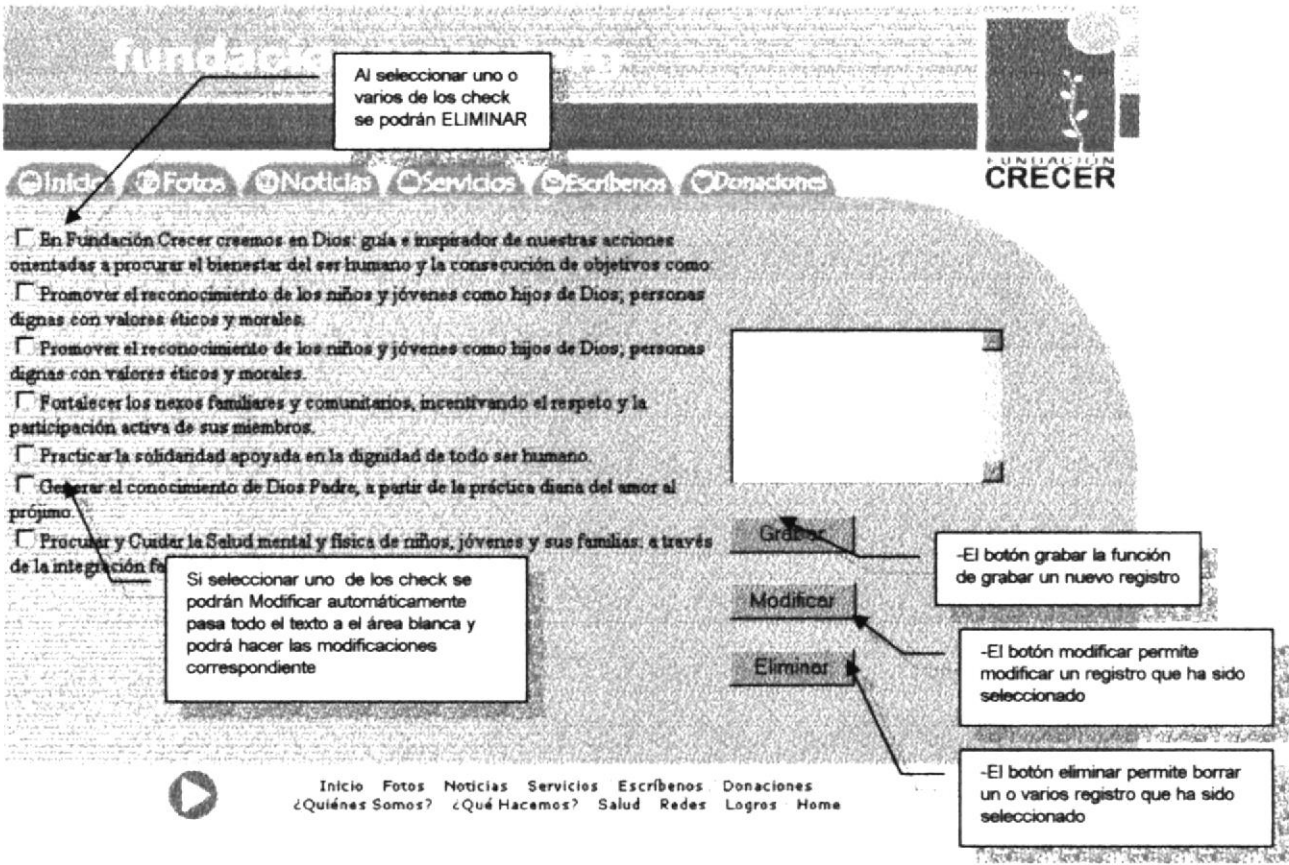 Al seleccionar uno o
varios de los check
se podrán ELIMINAR
FUNDACIÓN
CRECER
Inicio Fotos Noticias Servicios Escríbenos Donaciones
En Fundación Crecer creemos en Dios: guía e inspirador de nuestras acciones
orientadas a procurar el bienestar del ser humano y la consecución de objetivos como:
Promover el reconocimiento de los niños y jóvenes como hijos de Dios; personas
dignas con valores éticos y morales.
Promover el reconocimiento de los niños y jóvenes como hijos de Dios; personas
dignas con valores éticos y morales.
Fortalecer los nexos familiares y comunitarios, incentivando el respeto y la
participación activa de sus miembros.
Practicar la solidaridad apoyada en la dignidad de todo ser humano.
Generar el conocimiento de Dios Padre, a partir de la práctica diaria del amor al
prójimo.
Procurar y Cuidar la Salud mental y física de niños, jóvenes y sus familias: a través
de la integración
Si seleccionar uno de los check se
podrán Modificar automáticamente
pasa todo el texto a el área blanca y
podrá hacer las modificaciones
correspondiente
Grabar
Modificar
Eliminar
-El botón grabar la función
de grabar un nuevo registro
-El botón modificar permite
modificar un registro que ha sido
seleccionado
-El botón eliminar permite borrar
un o varios registro que ha sido
seleccionado
Inicio Fotos Noticias Servicios Escríbenos Donaciones
¿Quiénes Somos? ¿Qué Hacemos? Salud Redes Logros Home